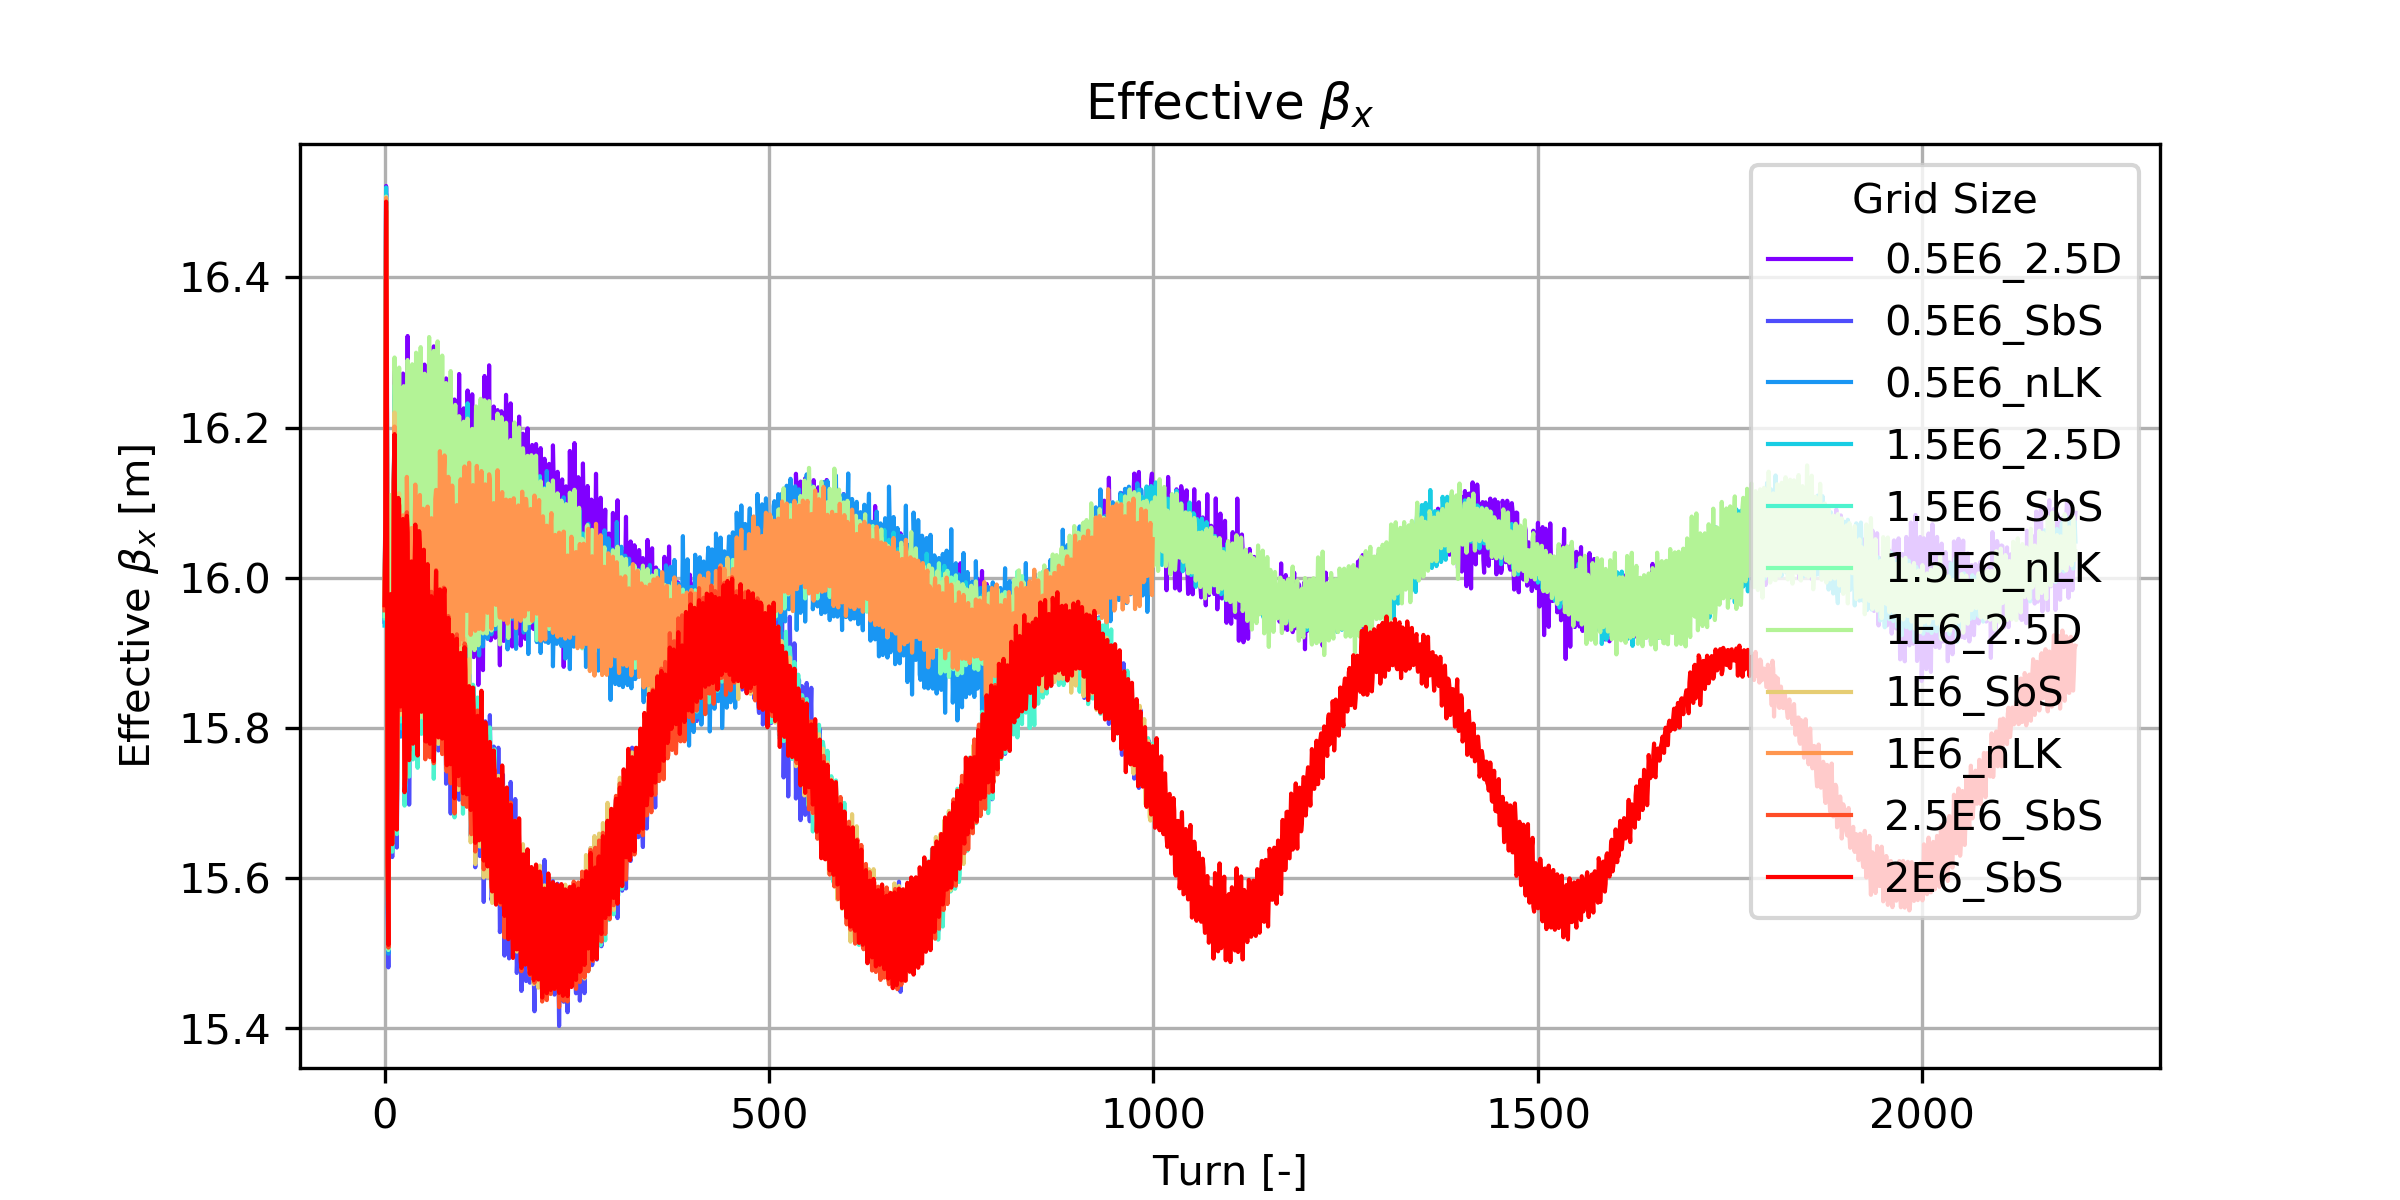 Effective βx
Effective βx [m]
16.4
16.2
16.0
15.8
15.6
15.4
0 500 1000 1500 2000
Turn [-]
Grid Size
0.5E6_2.5D
0.5E6_SbS
0.5E6_nLK
1.5E6_2.5D
1.5E6_SbS
1.5E6_nLK
1E6_2.5D
1E6_SbS
1E6_nLK
2.5E6_SbS
2E6_SbS